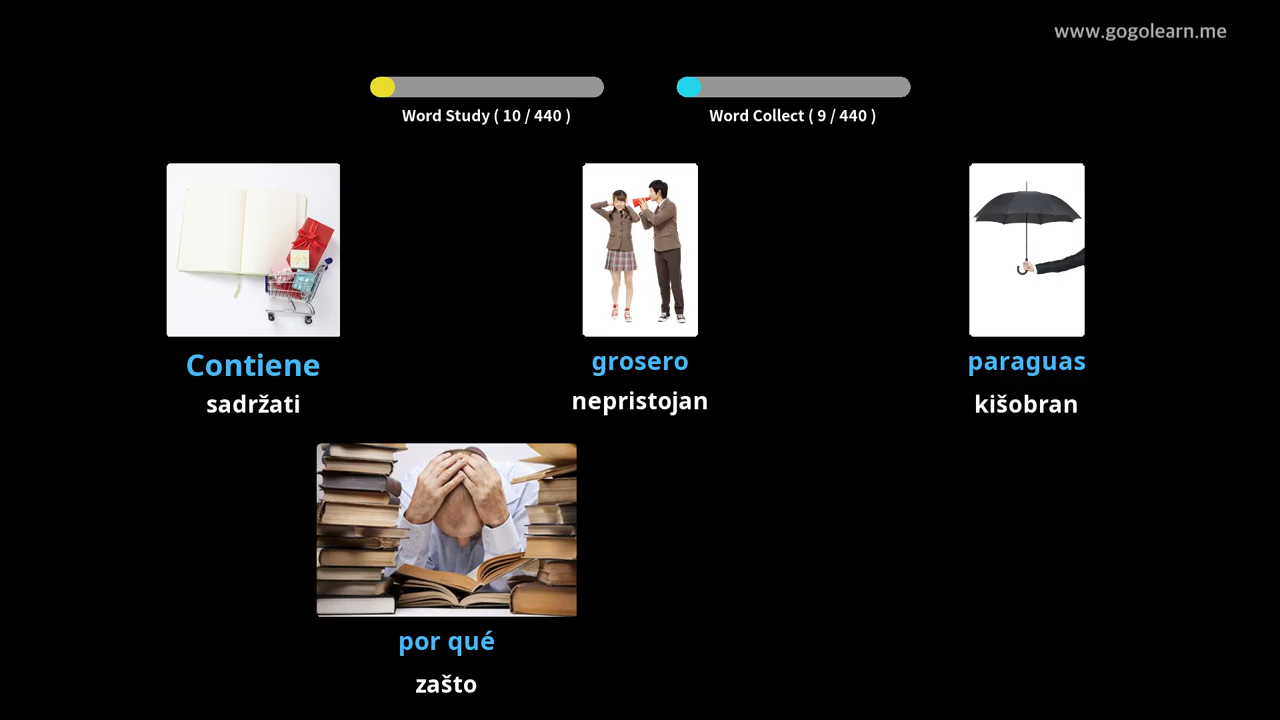 www.gogolearn.me
Word Study ( 10 / 440 )
Word Collect ( 9 / 440 )
Contiene
sadržati
grosero
nepristojan
paraguas
kišobran
por qué
zašto